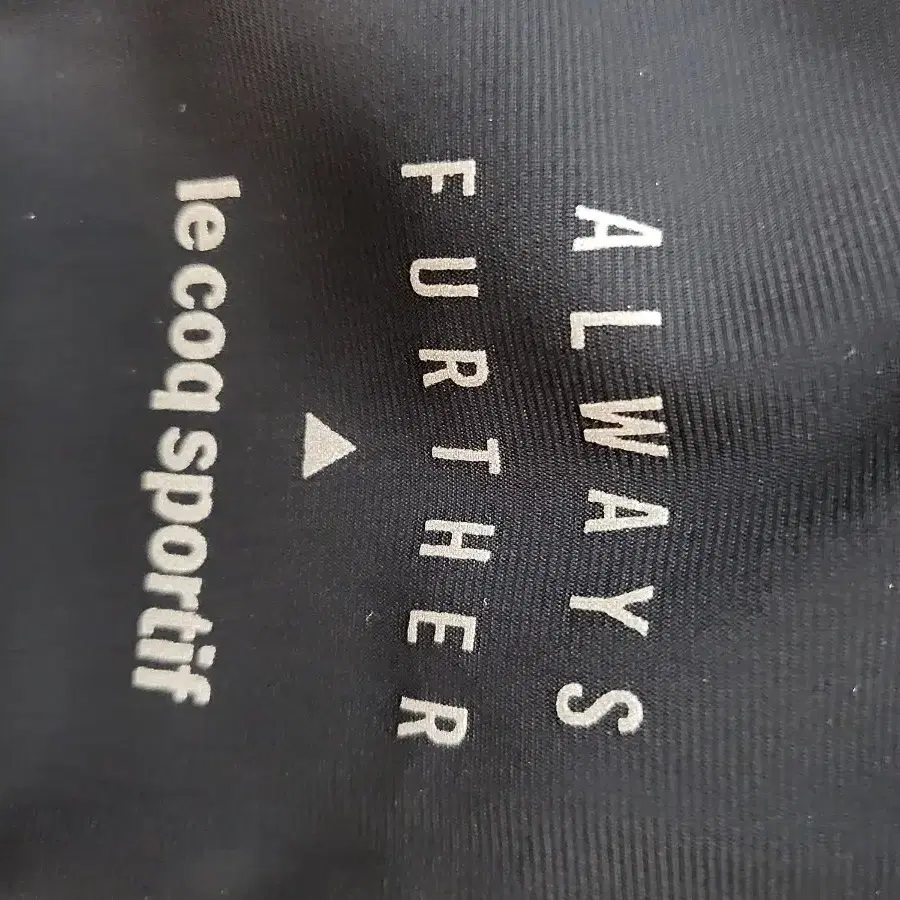 ALWAYS
FURTHER
le coq sportif